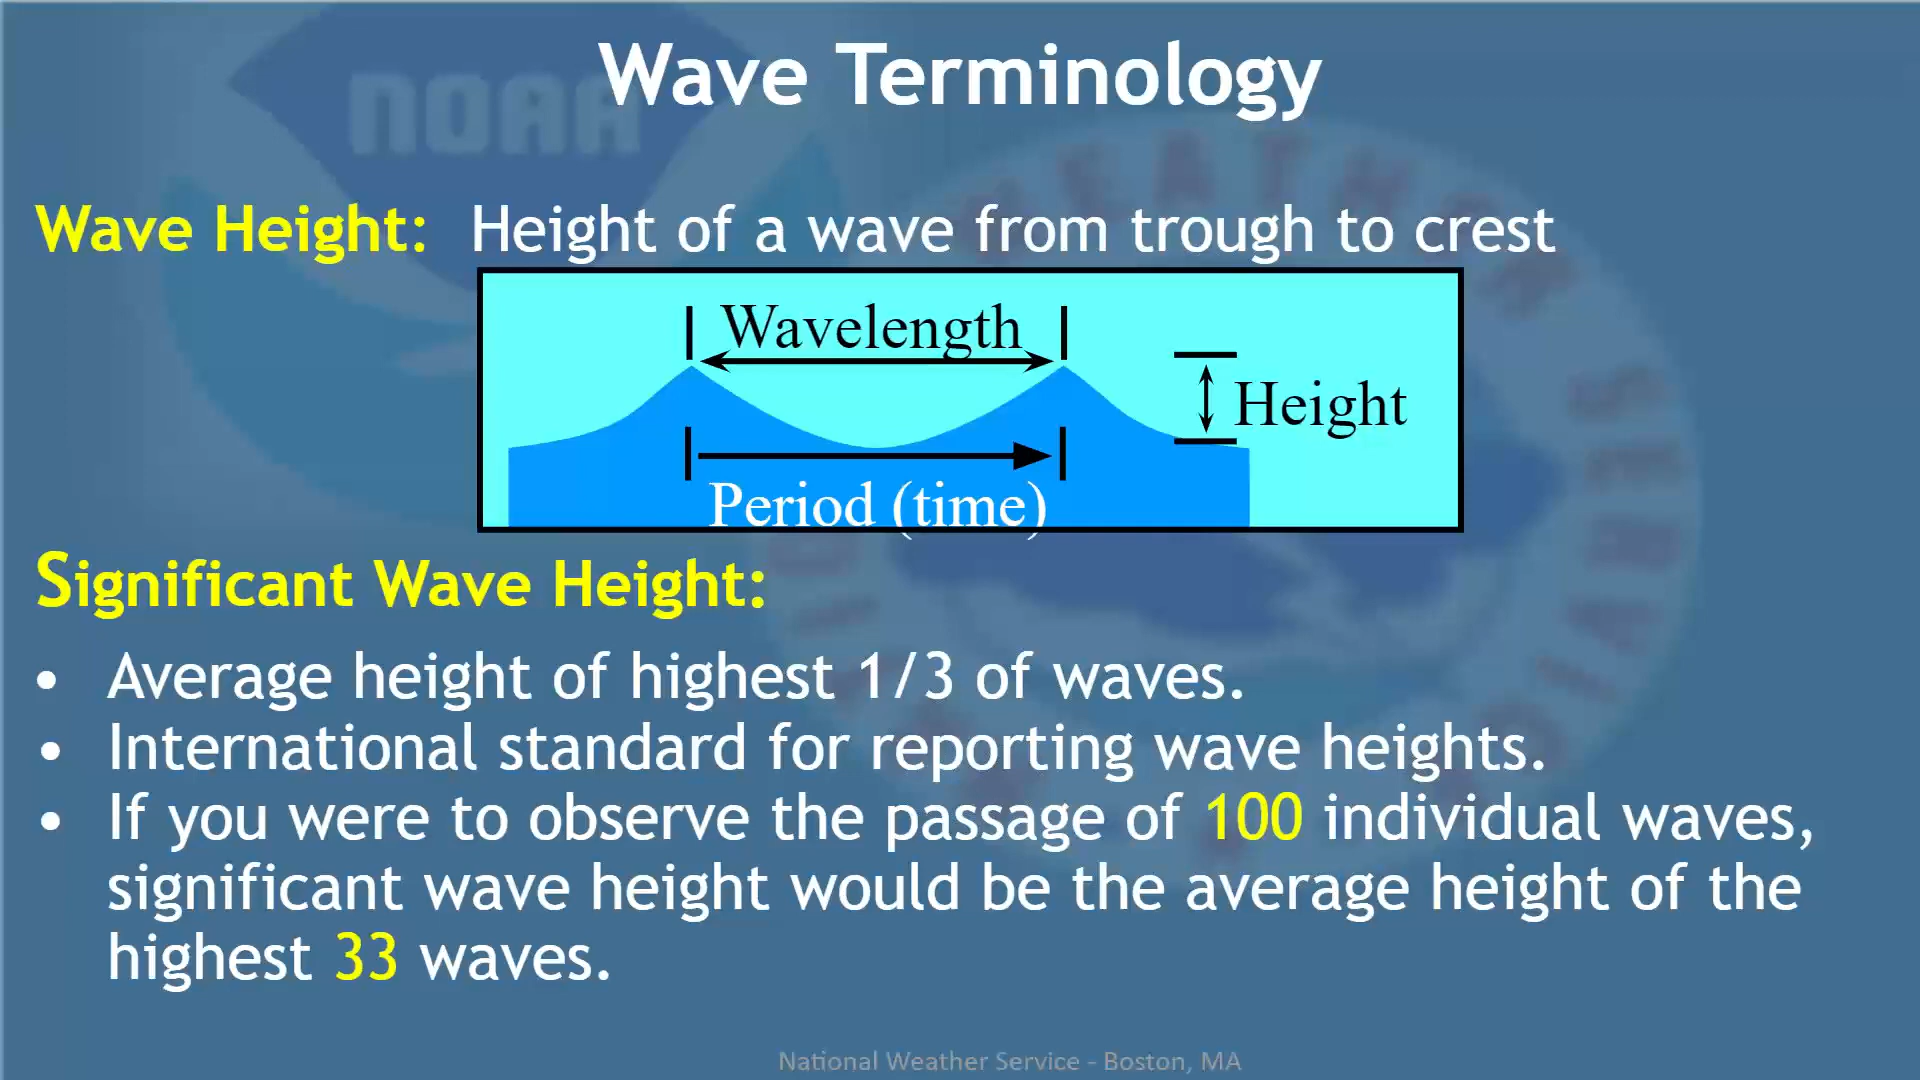 NOAA
Wave Terminology
Wave Height: Height of a wave from trough to crest
Wavelength
Height
Period (time)
Significant Wave Height:
• Average height of highest 1/3 of waves.
• International standard for reporting wave heights.
• If you were to observe the passage of 100 individual waves,
significant wave height would be the average height of the
highest 33 waves.
National Weather Service - Boston, MA